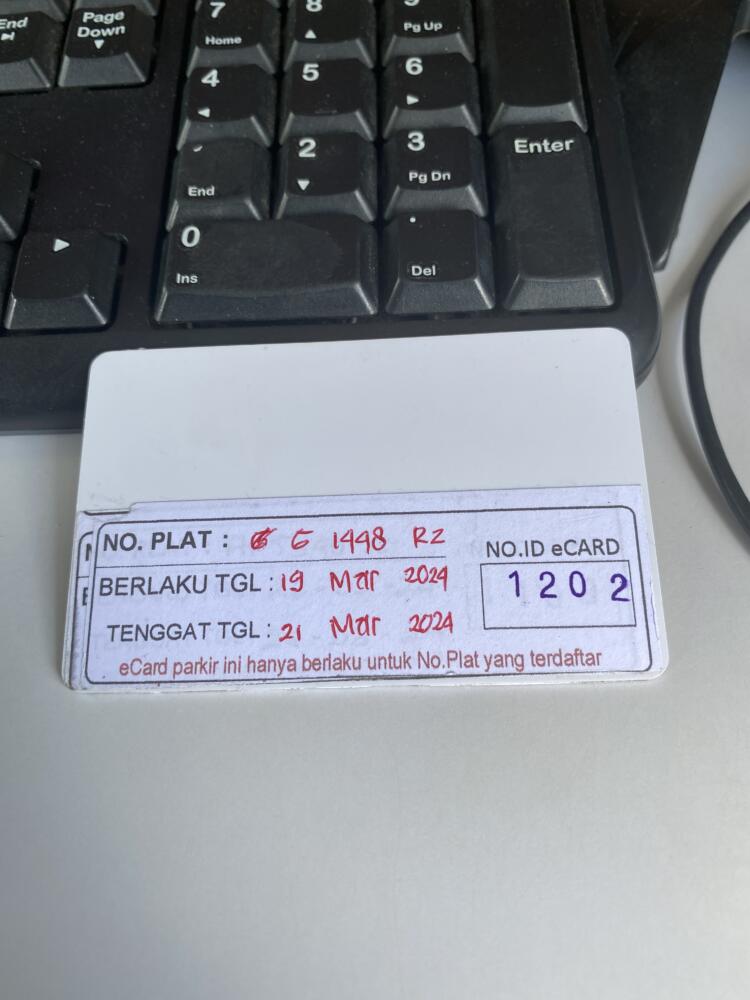 End
Page
Down
7
Home
8
9
Pg Up
4
5
6
End
2
3
Pg Dn
Enter
0
Ins
.
Del
NO. PLAT : G 1448 RZ
BERLAKU TGL : 19 Mar 2024
TENGGAT TGL : 21 Mar 2024
NO.ID eCARD
1202
eCard parkir ini hanya berlaku untuk No.Plat yang terdaftar